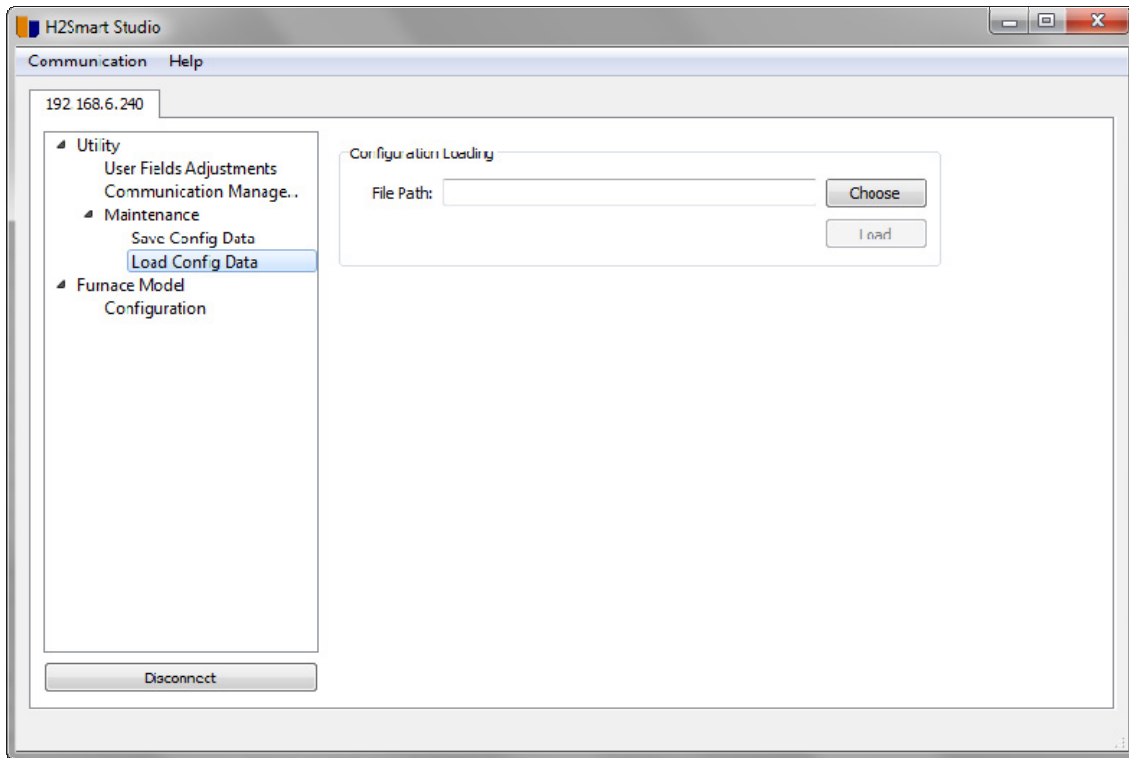 H2Smart Studio
Communication Help
192.168.6.240
Utility
User Fields Adjustments
Communication Manage...
Maintenance
Save Config Data
Load Config Data
Furnace Model
Configuration
Disconnect
Configuration Loading
File Path:
Choose
Load